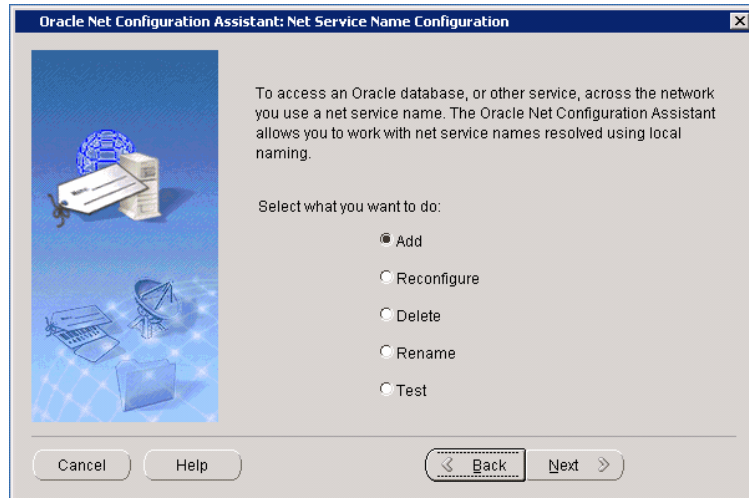 Oracle Net Configuration Assistant: Net Service Name Configuration
To access an Oracle database, or other service, across the network
you use a net service name. The Oracle Net Configuration Assistant
allows you to work with net service names resolved using local
naming.
Select what you want to do:
Add
Reconfigure
Delete
Rename
Test
Cancel
Help
Back
Next